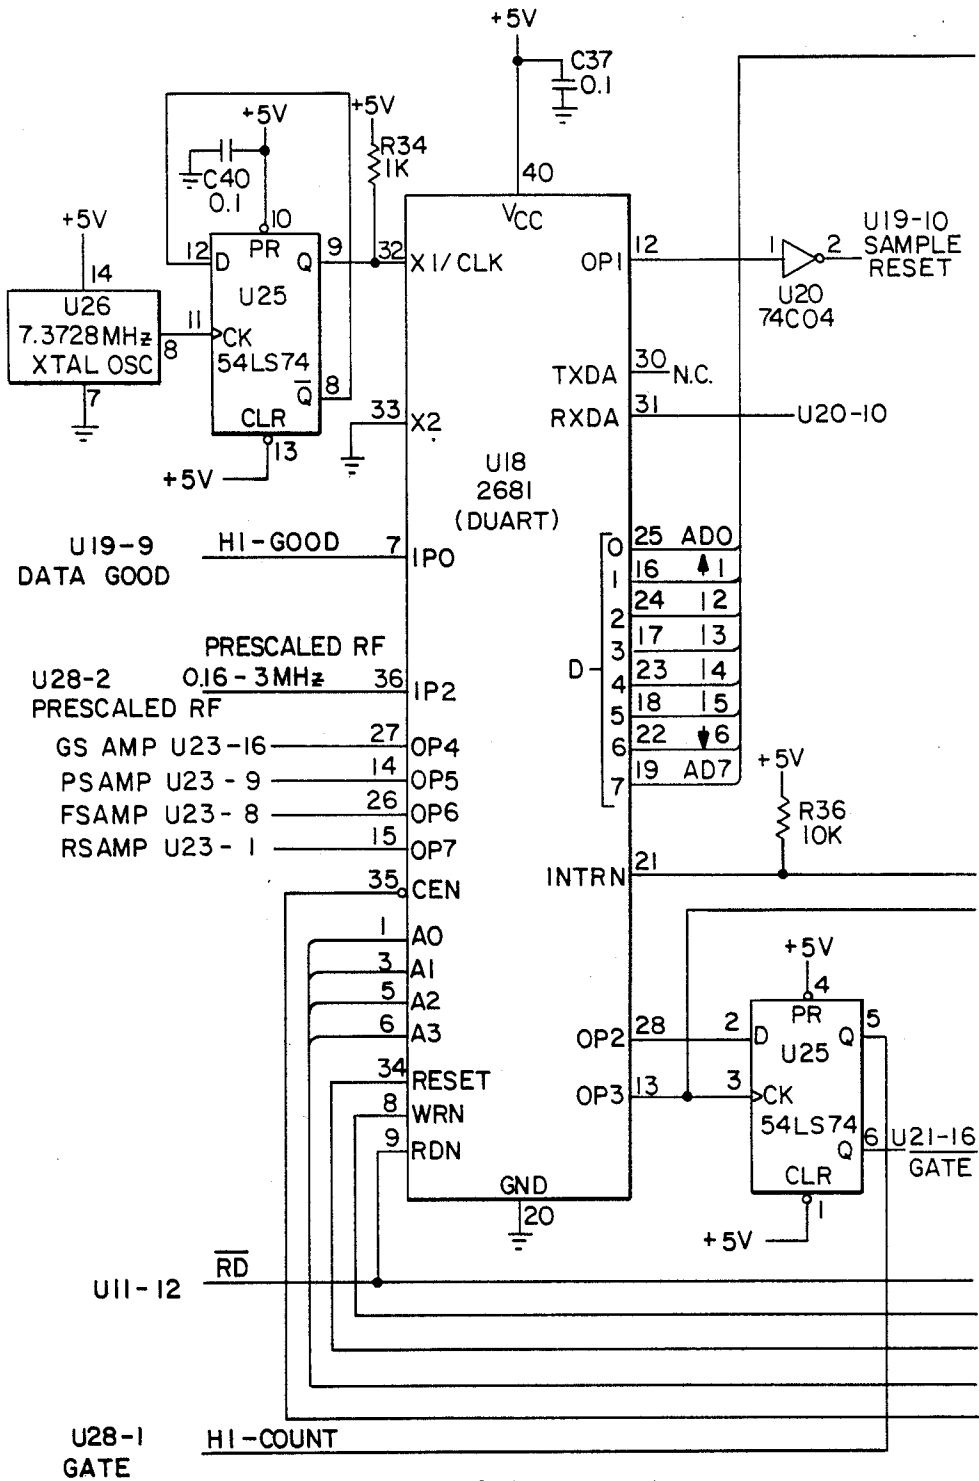 +5V
C37
0.1
+5V
+5V
R34
1K
C40
0.1
40
VCC
+5V
10
PR
12
D
Q
9
32
X1/CLK
OP1
12
1
2
U19-10
SAMPLE
RESET
U20
74C04
14
U26
7.3728MHz
XTAL OSC
8
7
11
CK
U25
54LS74
Q
8
CLR
13
+5V
33
X2
TXDA
30
N.C.
RXDA
31
U20-10
U18
2681
(DUART)
U19-9
DATA GOOD
HI-GOOD
7
IP0
D
0
25
AD0
1
16
1
2
24
2
3
17
3
4
23
4
5
18
5
6
22
6
7
19
AD7
PRESCALED RF
U28-2
0.16-3MHz
PRESCALED RF
36
IP2
GS AMP U23-16
27
OP4
PSAMP U23-9
14
OP5
FSAMP U23-8
26
OP6
RSAMP U23-1
15
OP7
+5V
R36
10K
INTRN
21
35
CEN
1
A0
3
A1
5
A2
6
A3
34
RESET
8
WRN
9
RDN
+5V
4
PR
OP2
28
2
D
Q
5
U25
OP3
13
3
CK
54LS74
Q
6
U21-16
GATE
CLR
1
+5V
GND
20
U11-12
RD
U28-1
GATE
HI-COUNT